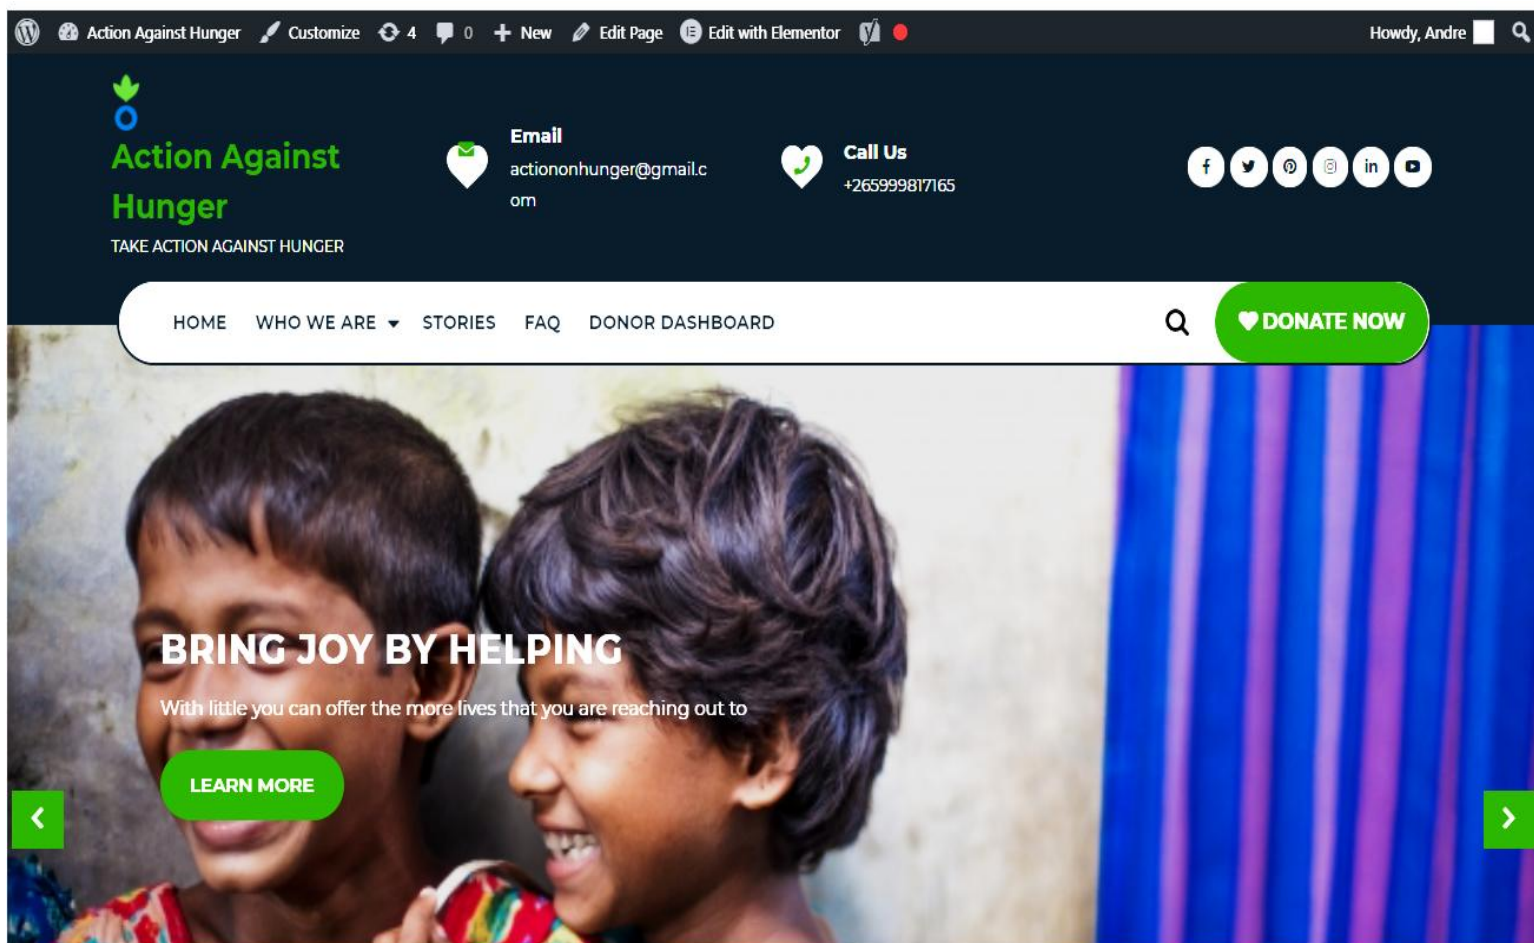 Action Against Hunger Customize 4 0 + New Edit Page Edit with Elementor Howdy, Andre
Action Against
Hunger
TAKE ACTION AGAINST HUNGER
Email
actiononhunger@gmail.c
om
Call Us
+265999817165
HOME WHO WE ARE STORIES FAQ DONOR DASHBOARD DONATE NOW
BRING JOY BY HELPING
With little you can offer the more lives that you are reaching out to
LEARN MORE